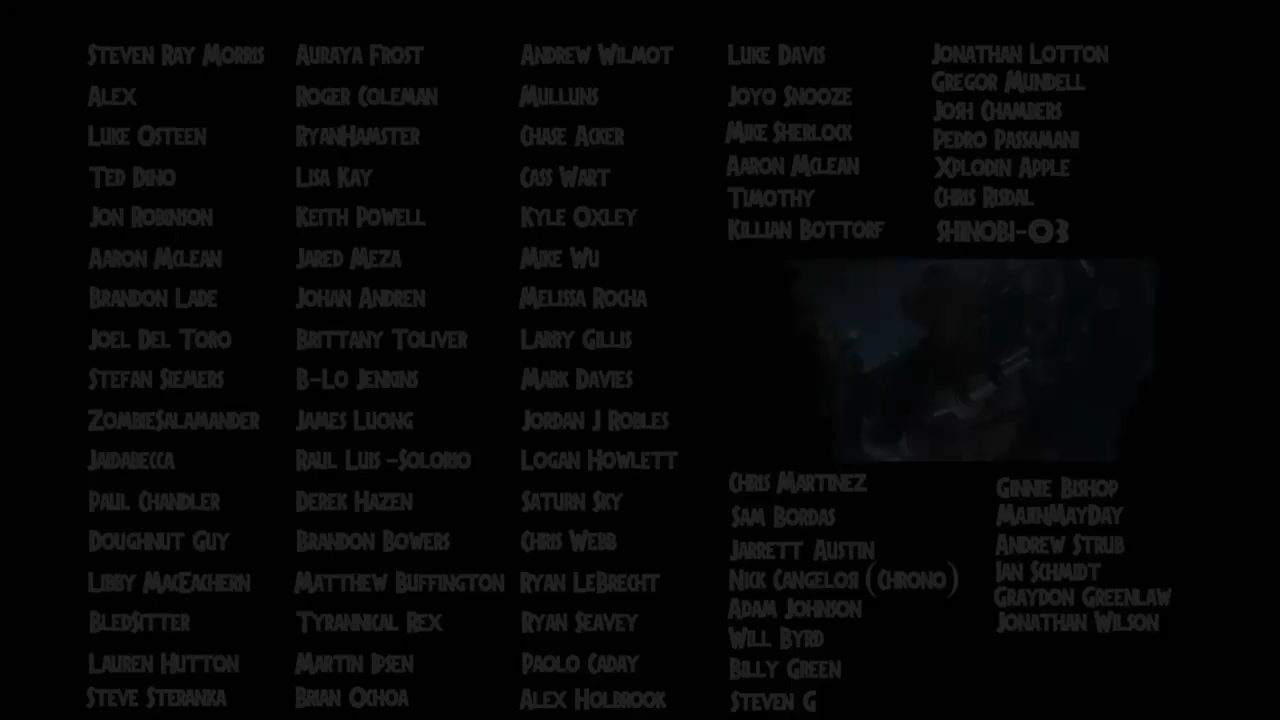 Steven Ray Morris
Alex
Luke Osteen
Ted Dino
Jon Robinson
Aaron Mclean
Brandon Lade
Joel Del Toro
Stefan Siemers
ZombieSalamander
Jaidabecca
Paul Chandler
Doughnut Guy
Libby MacEachern
BledSitter
Lauren Hutton
Steve Steranka
Auraya Frost
Roger Coleman
RyanHamster
Lisa Kay
Keith Powell
Jared Meza
Johan Andren
Brittany Toliver
B-Lo Jenkins
James Luong
Raul Luis -Solorio
Derek Hazen
Brandon Bowers
Matthew Buffington
Tyrannical Rex
Martin Ipsen
Brian Ochoa
Andrew Wilmot
Mulluns
Chase Acker
Cass Wart
Kyle Oxley
Mike Wu
Melissa Rocha
Larry Gillis
Mark Davies
Jordan J Robles
Logan Howlett
Saturn Sky
Chris Webb
Ryan LeBrecht
Ryan Seavey
Paolo Caday
Alex Holbrook
Luke Davis
Joyo Snooze
Mike Sherlock
Aaron Mclean
Timothy
Killian Bottorf
Jonathan Lotton
Gregor Mundell
Josh Chambers
Pedro Passamani
Xplodin Apple
Chris Risdal
SHINOBI-03
Chris Martinez
Sam Bordas
Jarrett Austin
Nick Cangelosi (Chrono)
Adam Johnson
Will Byrd
Billy Green
Steven G
Ginnie Bishop
MajinMayDay
Andrew Strub
Ian Schmidt
Graydon Greenlaw
Jonathan Wilson